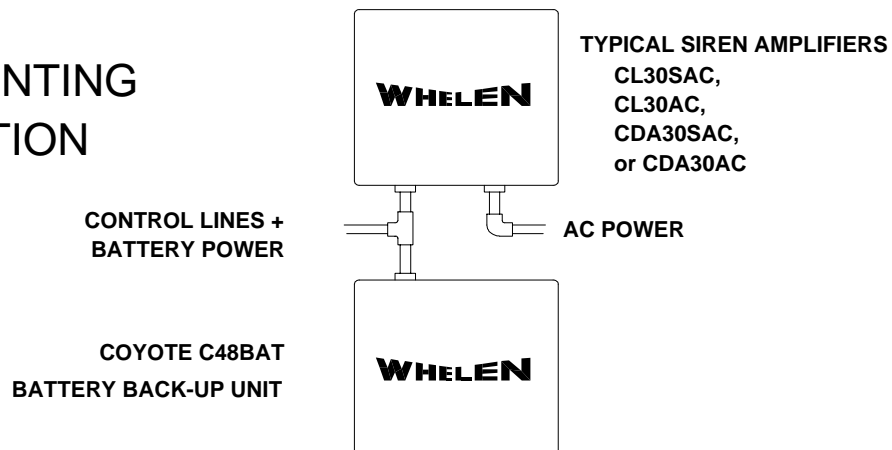 WHELEN
TYPICAL SIREN AMPLIFIERS
CL30SAC,
CL30AC,
CDA30SAC,
or CDA30AC
NTING
TION
CONTROL LINES +
BATTERY POWER
AC POWER
COYOTE C48BAT
BATTERY BACK-UP UNIT
WHELEN